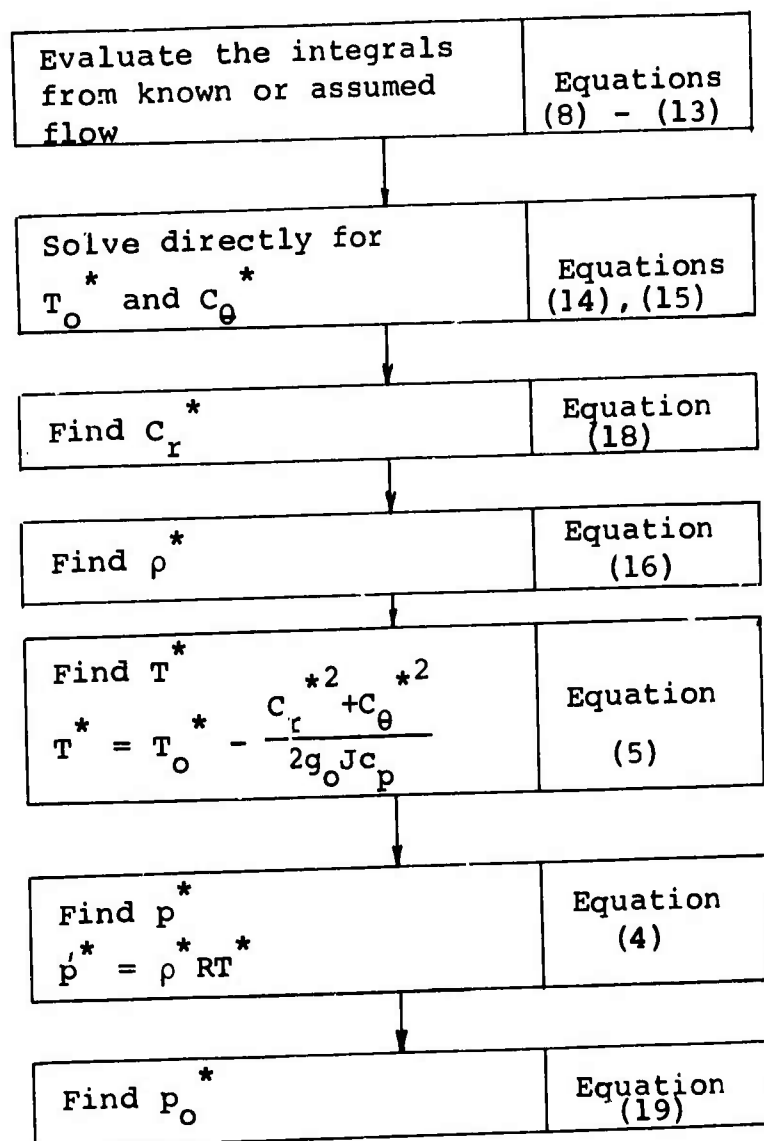 Evaluate the integrals
from known or assumed
flow
Equations
(8) - (13)
Solve directly for
T_o^* and C_θ^*
Equations
(14), (15)
Find C_r^*
Equation
(18)
Find ρ^*
Equation
(16)
Find T^*
T^* = T_o^* - (C_r^{*2} + C_θ^{*2}) / (2g_oJc_p)
Equation
(5)
Find p^*
p^* = ρ^*RT^*
Equation
(4)
Find p_o^*
Equation
(19)